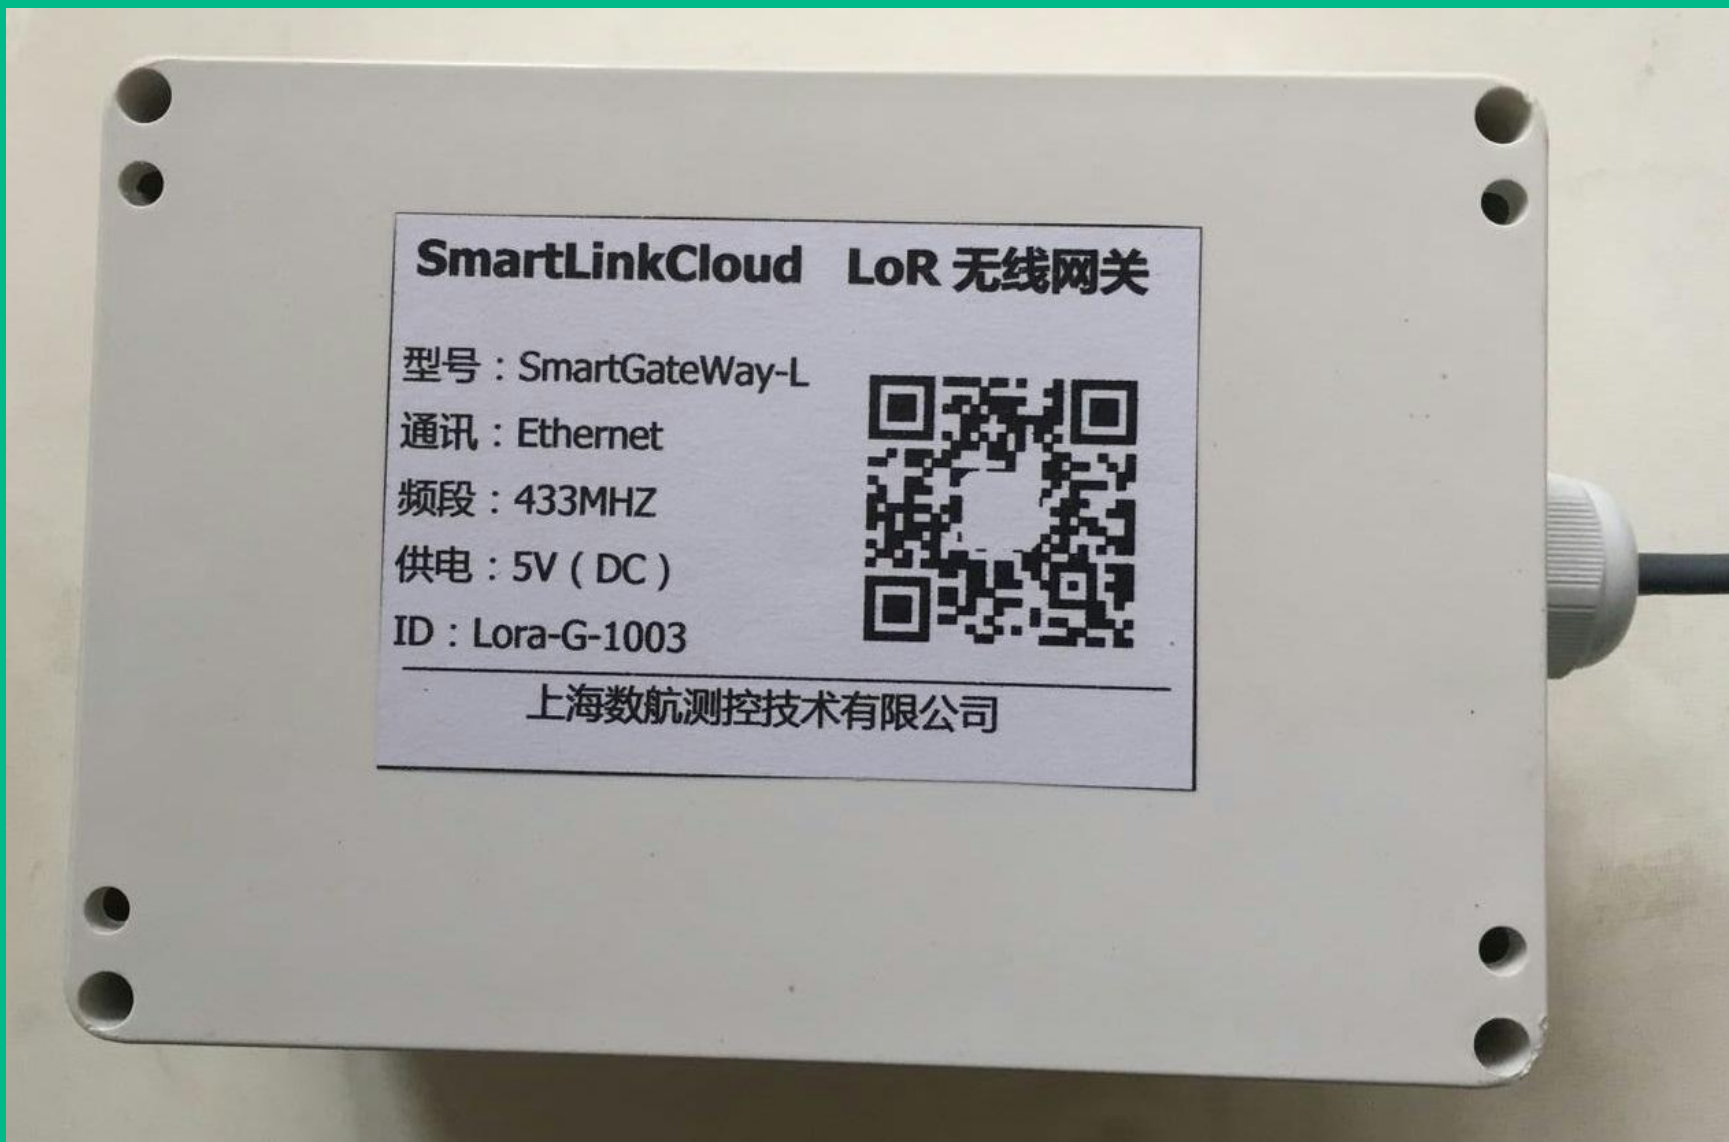 SmartLinkCloud LoR 无线网关
型号：SmartGateWay-L
通讯：Ethernet
频段：433MHZ
供电：5V（DC）
ID：Lora-G-1003
上海数航测控技术有限公司